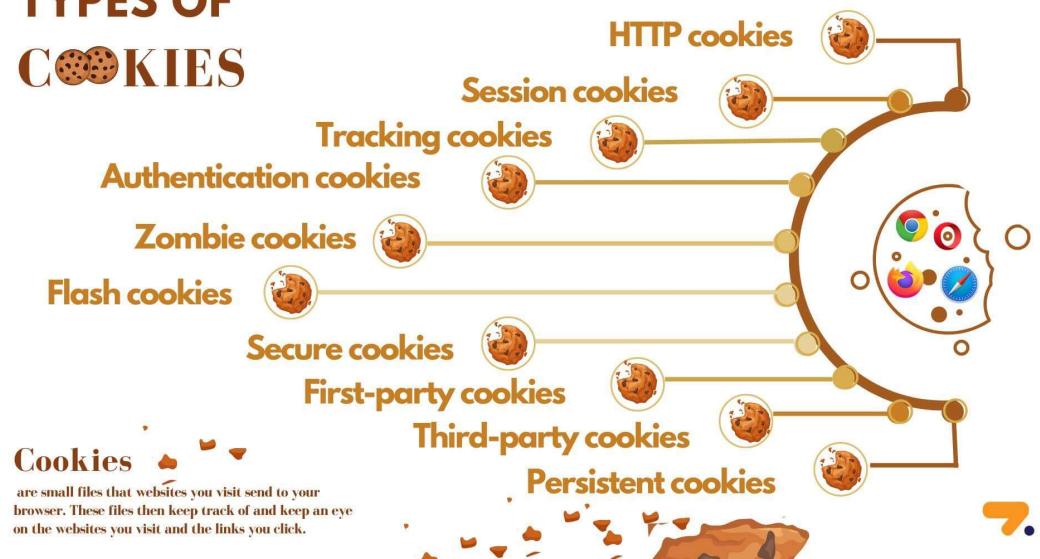 TYPES OF
COOKIES
HTTP cookies
Session cookies
Tracking cookies
Authentication cookies
Zombie cookies
Flash cookies
Secure cookies
First-party cookies
Third-party cookies
Persistent cookies
Cookies
are small files that websites you visit send to your
browser. These files then keep track of and keep an eye
on the websites you visit and the links you click.